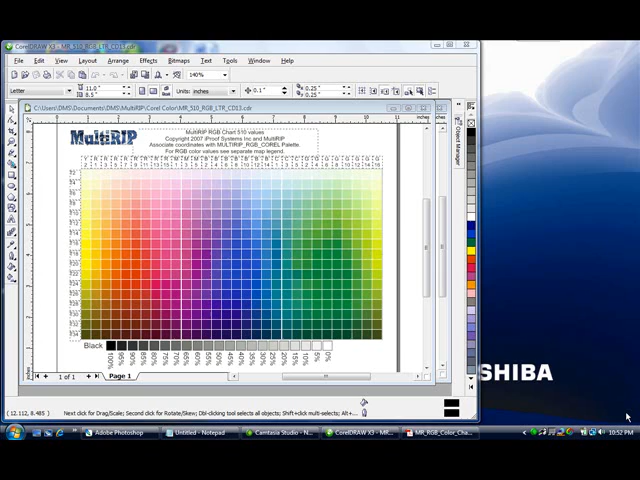 CorelDRAW X3 - MR_510_RGB_LTR_CD13.cdr
File Edit View Layout Arrange Effects Bitmaps Text Tools Window Help
140%
Letter 11.0" 8.5" Units: inches 0.1" 0.25" 0.25"
C:\Users\DMS\Documents\DMS\MultiRIP\Corel Color\MR_510_RGB_LTR_CD13.cdr
inches
Object Manager
MultiRIP
MultiRIP RGB Chart 510 values
Copyright 2007 iProof Systems Inc and MultiRIP
Associate coordinates with MULTIRIP_RGB_COREL Palette.
For RGB color values see separate map legend.
Black
100% 95% 90% 85% 80% 75% 70% 65% 60% 55% 50% 45% 40% 35% 30% 25% 20% 15% 10% 5% 0%
1 of 1 Page 1
(12.112, 8.485) Next click for Drag/Scale; Second click for Rotate/Skew; Dbl-clicking tool selects all objects; Shift+click multi-selects; Alt+...
SHIBA
Adobe Photoshop
Untitled - Notepad
Camtasia Studio - N...
CorelDRAW X3 - M...
MR_RGB_Color_Cha...
10:52 PM